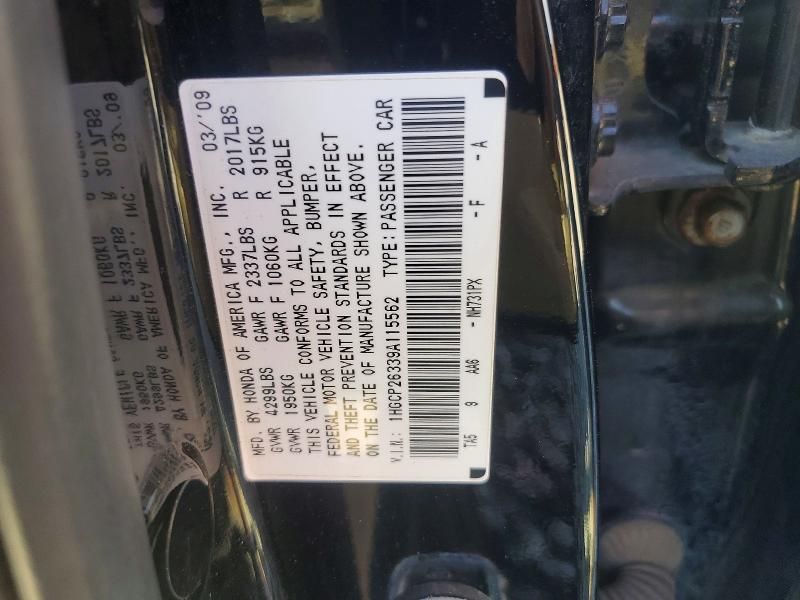 MFD. BY HONDA OF AMERICA MFG., INC. 03/'09
GVWR 4299LBS GAWR F 2337LBS R 2017LBS
GVWR 1950KG GAWR F 1060KG R 915KG
THIS VEHICLE CONFORMS TO ALL APPLICABLE
FEDERAL MOTOR VEHICLE SAFETY, BUMPER,
AND THEFT PREVENTION STANDARDS IN EFFECT
ON THE DATE OF MANUFACTURE SHOWN ABOVE.
V.I.N.: 1HGCP26339A115562 TYPE: PASSENGER CAR
TA5 9 AA6 - NH731PX - F - A